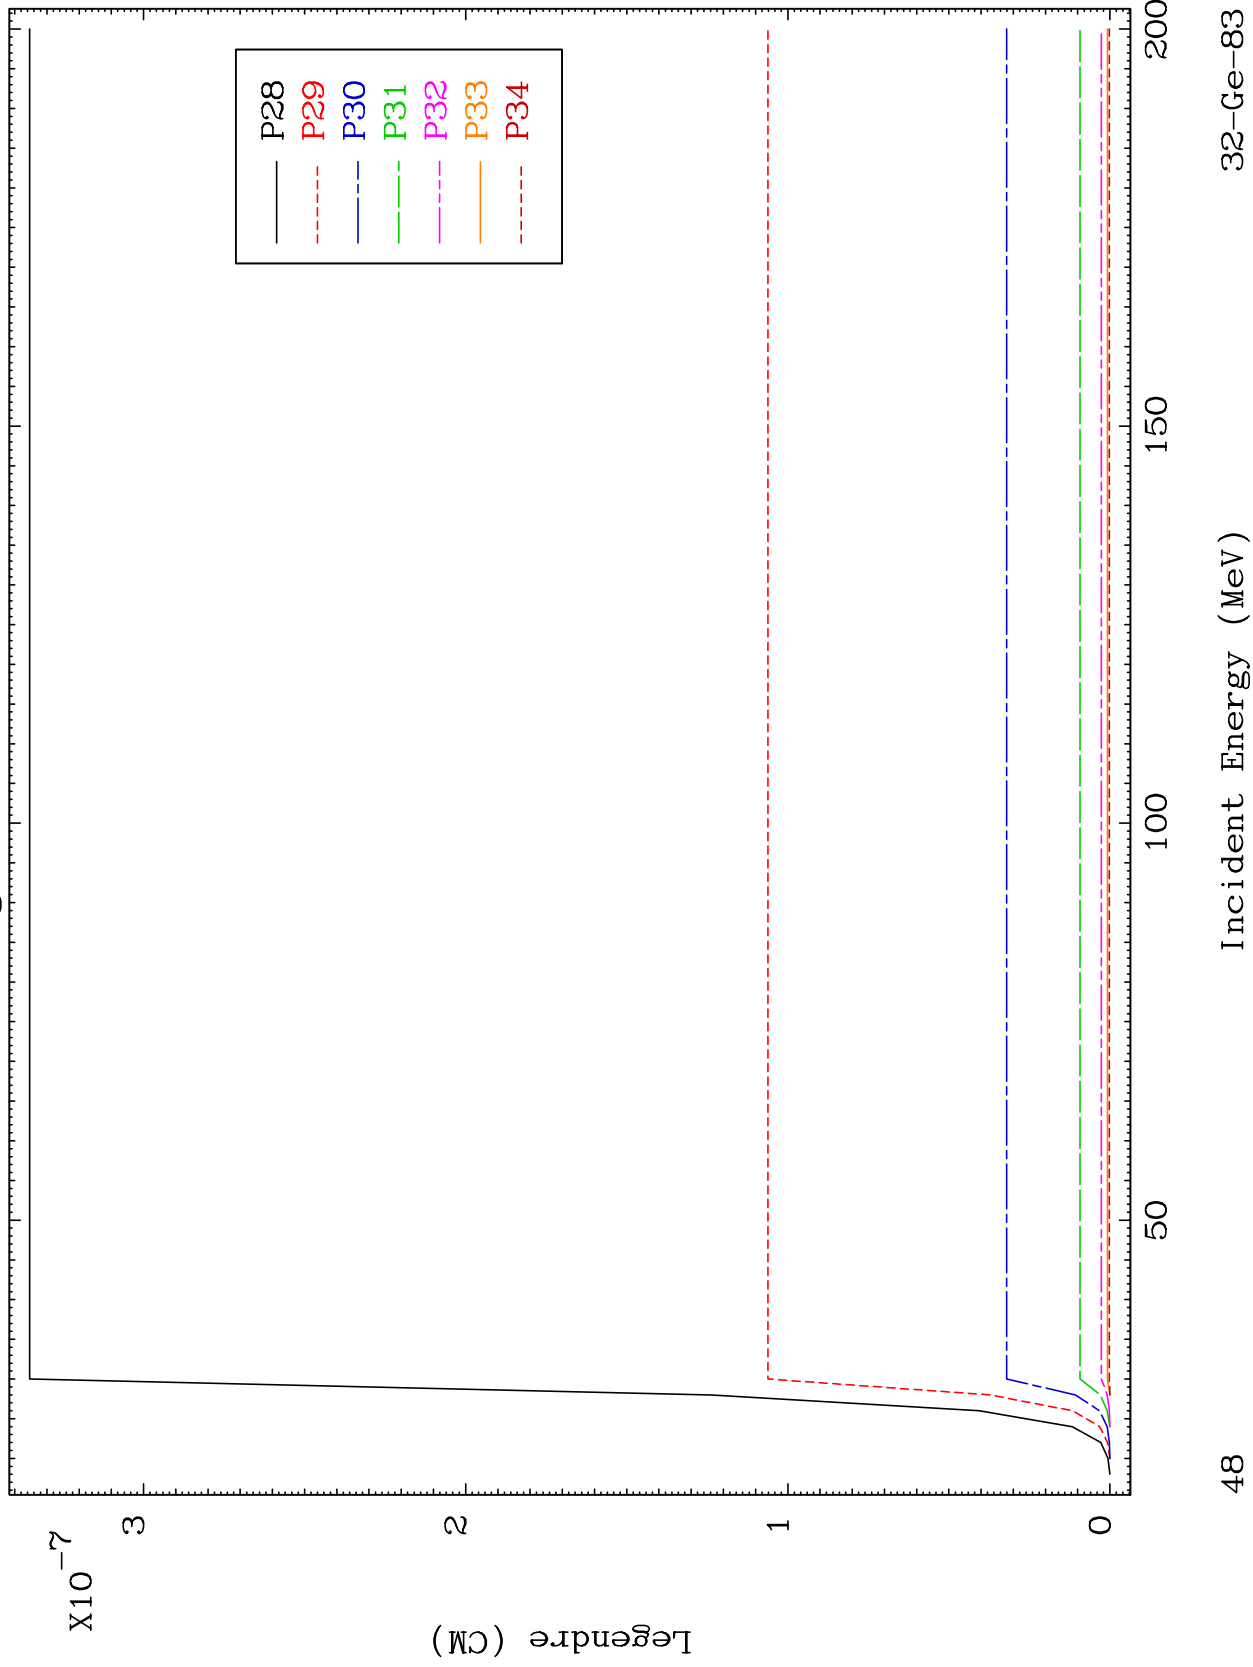 X10-7
3
2
1
0
Legendre (CM)
P28
P29
P30
P31
P32
P33
P34
50
100
150
200
Incident Energy (MeV)
48
32-Ge-83